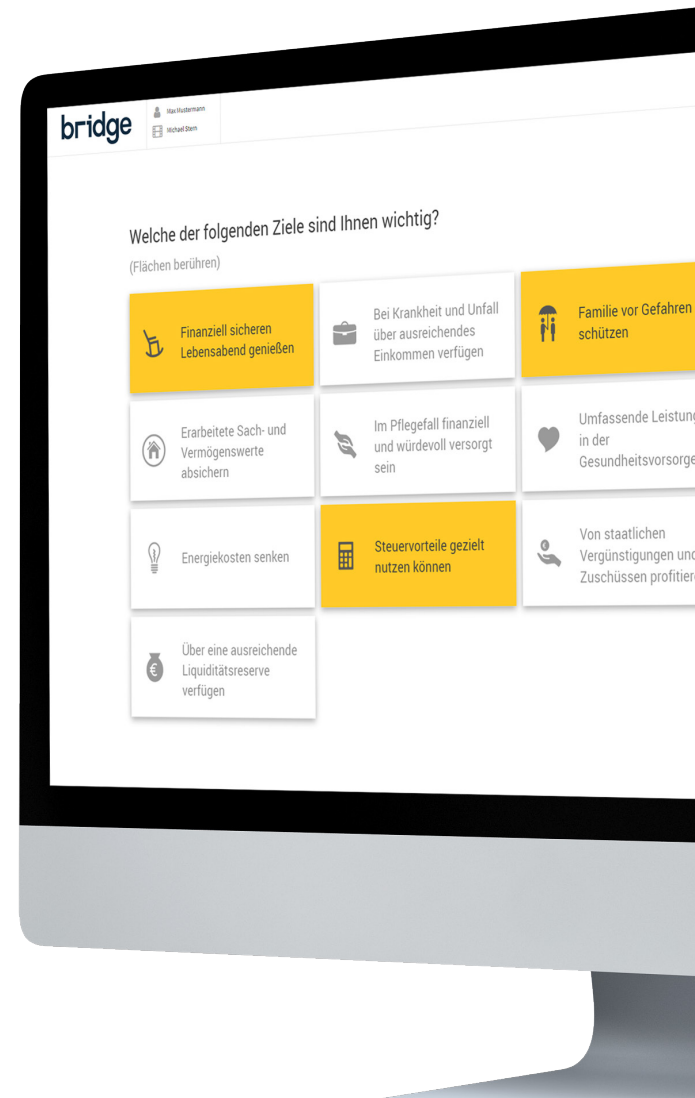 bridge
Max Mustermann
Michael Stern
Welche der folgenden Ziele sind Ihnen wichtig?
(Flächen berühren)
Finanziell sicheren
Lebensabend genießen
Bei Krankheit und Unfall
über ausreichendes
Einkommen verfügen
Familie vor Gefahren
schützen
Erarbeitete Sach- und
Vermögenswerte
absichern
Im Pflegefall finanziell
und würdevoll versorgt
sein
Umfassende Leistung
in der
Gesundheitsvorsorge
Energiekosten senken
Steuervorteile gezielt
nutzen können
Von staatlichen
Vergünstigungen und
Zuschüssen profitiere
Über eine ausreichende
Liquiditätsreserve
verfügen